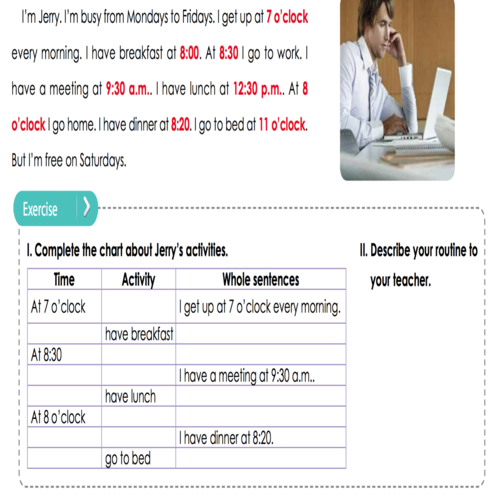 I'm Jerry. I'm busy from Mondays to Fridays. I get up at 7 o'clock
every morning. I have breakfast at 8:00. At 8:30 I go to work. I
have a meeting at 9:30 a.m.. I have lunch at 12:30 p.m.. At 8
o'clock I go home. I have dinner at 8:20. I go to bed at 11 o'clock.
But I'm free on Saturdays.
Exercise
I. Complete the chart about Jerry's activities.
Time Activity Whole sentences
At 7 o'clock I get up at 7 o'clock every morning.
have breakfast
At 8:30
I have a meeting at 9:30 a.m..
have lunch
At 8 o'clock
I have dinner at 8:20.
go to bed
II. Describe your routine to
your teacher.